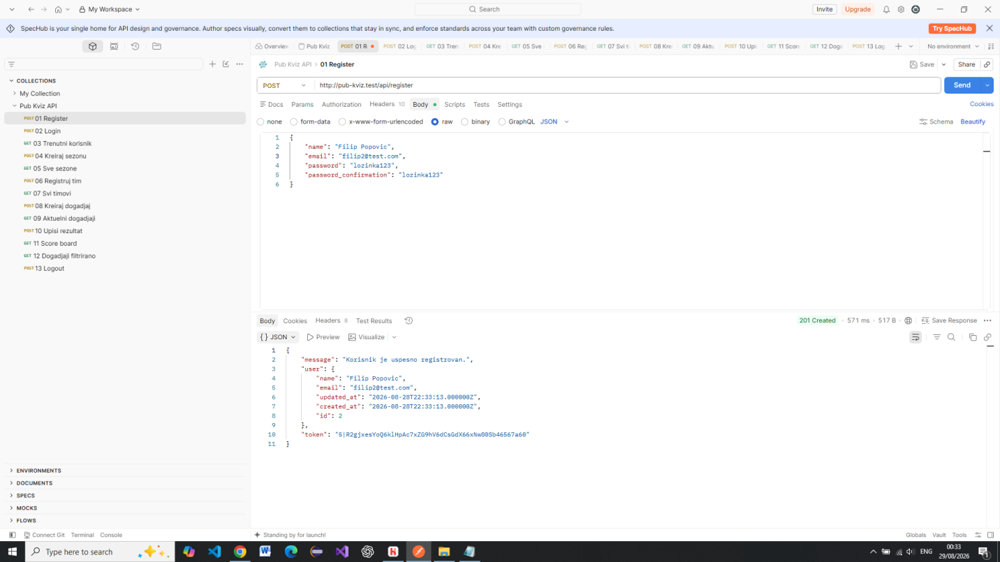 My Workspace
Search
Invite
Upgrade
SpecHub is your single home for API design and governance. Author specs visually, convert them to collections that stay in sync, and enforce standards across your team with custom governance rules.
Try SpecHub
Overview
Pub Kviz
POST 01 R
POST 02 Log
GET 03 Tren
POST 04 Kre
GET 05 Sve
POST 06 Reg
GET 07 Svi ti
POST 08 Kre
GET 09 Aktu
POST 10 Upi
GET 11 Score
GET 12 Doga
POST 13 Log
No environment
COLLECTIONS
My Collection
Pub Kviz API
POST 01 Register
POST 02 Login
GET 03 Trenutni korisnik
POST 04 Kreiraj sezonu
GET 05 Sve sezone
POST 06 Registruj tim
GET 07 Svi timovi
POST 08 Kreiraj dogadjaj
GET 09 Aktuelni dogadjaji
POST 10 Upisi rezultat
GET 11 Score board
GET 12 Dogadjaji filtrirano
POST 13 Logout
ENVIRONMENTS
DOCUMENTS
SPECS
MOCKS
FLOWS
HTTP Pub Kviz API > 01 Register
Save
Share
POST
http://pub-kviz.test/api/register
Send
Docs
Params
Authorization
Headers 10
Body
Scripts
Tests
Settings
Cookies
none
form-data
x-www-form-urlencoded
raw
binary
GraphQL
JSON
Schema
Beautify
1 {
2 "name": "Filip Popovic",
3 "email": "filip2@test.com",
4 "password": "lozinka123",
5 "password_confirmation": "lozinka123"
6 }
Body
Cookies
Headers 8
Test Results
201 Created
571 ms
517 B
e.g. Save Response
{} JSON
Preview
Visualize
1 {
2 "message": "Korisnik je uspesno registrovan.",
3 "user": {
4 "name": "Filip Popovic",
5 "email": "filip2@test.com",
6 "updated_at": "2026-08-28T22:33:13.000000Z",
7 "created_at": "2026-08-28T22:33:13.000000Z",
8 "id": 2
9 },
10 "token": "5|R2gjxesYoQ6klHpAc7xZG9hV6dCsGdX66xNw80Sb46567a60"
11 }
Connect Git
Terminal
Console
Standing by for launch!
Globals
Vault
Tools
Type here to search
ENG
00:33
29/08/2026
1